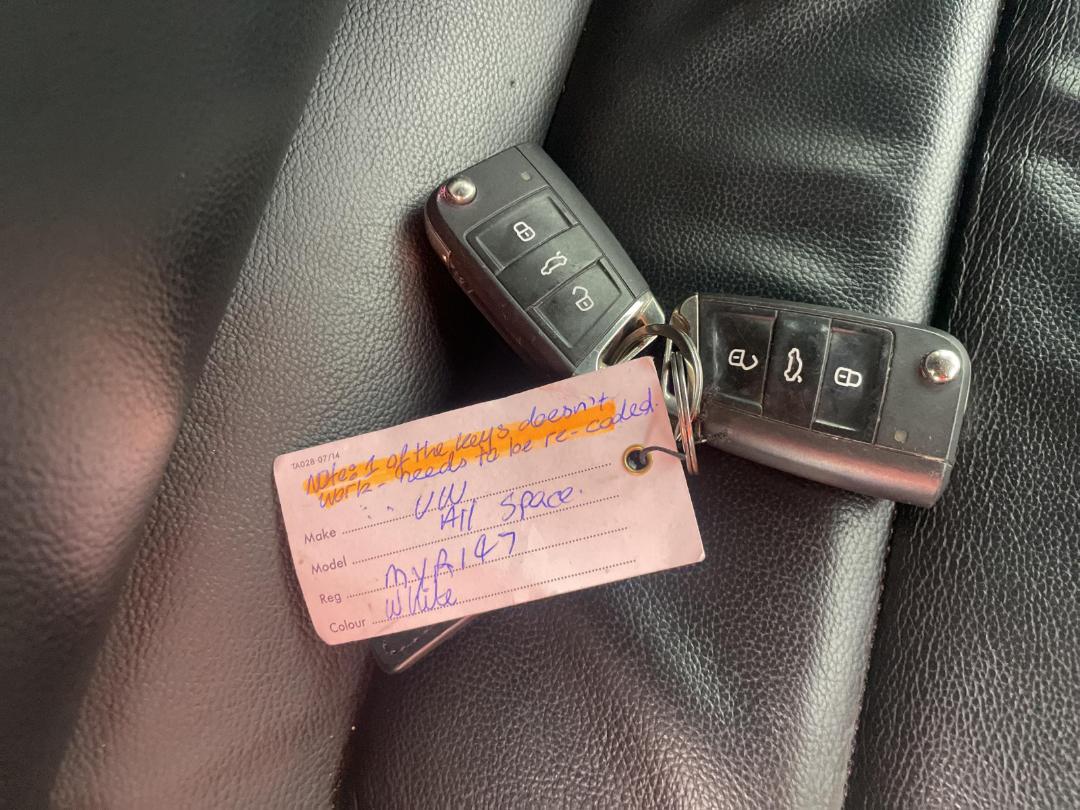 TA028-07/14
Note: 1 of the keys doesn't
work - needs to be re-coded.
Make VW
Model All Space.
Reg
Colour White